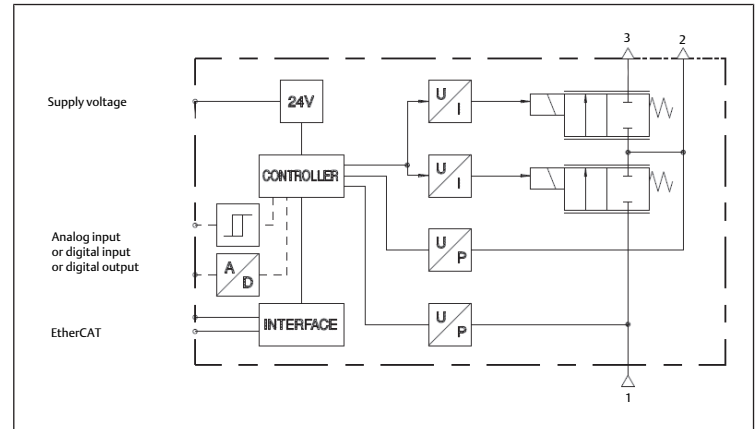 3 2
Supply voltage
24V
U
I
CONTROLLER
U
I
Analog input
or digital input
or digital output
A
D
U
P
EtherCAT
INTERFACE
U
P
1